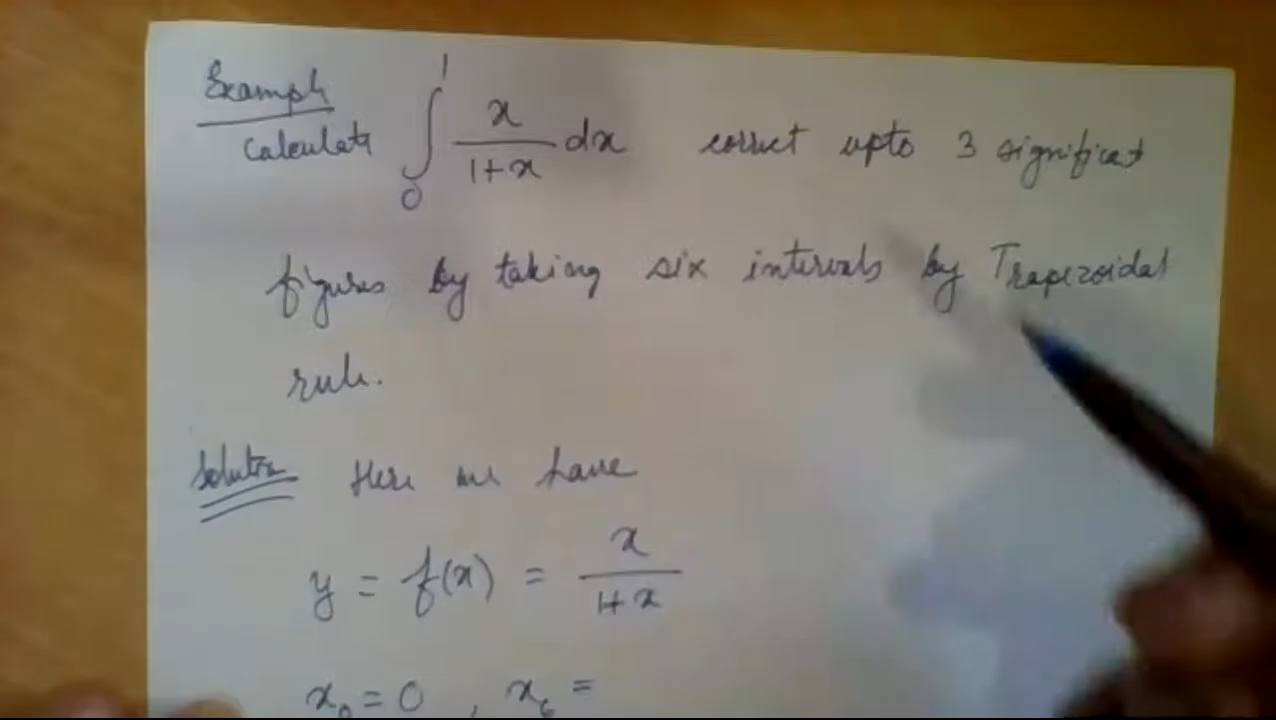 Example
Calculate ∫₀¹ x/(1+x) dx correct upto 3 significat
figures by taking six intervals by Trapezoidal
rule.
Solution Here we have
y = f(x) = x/(1+x)
x₀ = 0 , x₆ =